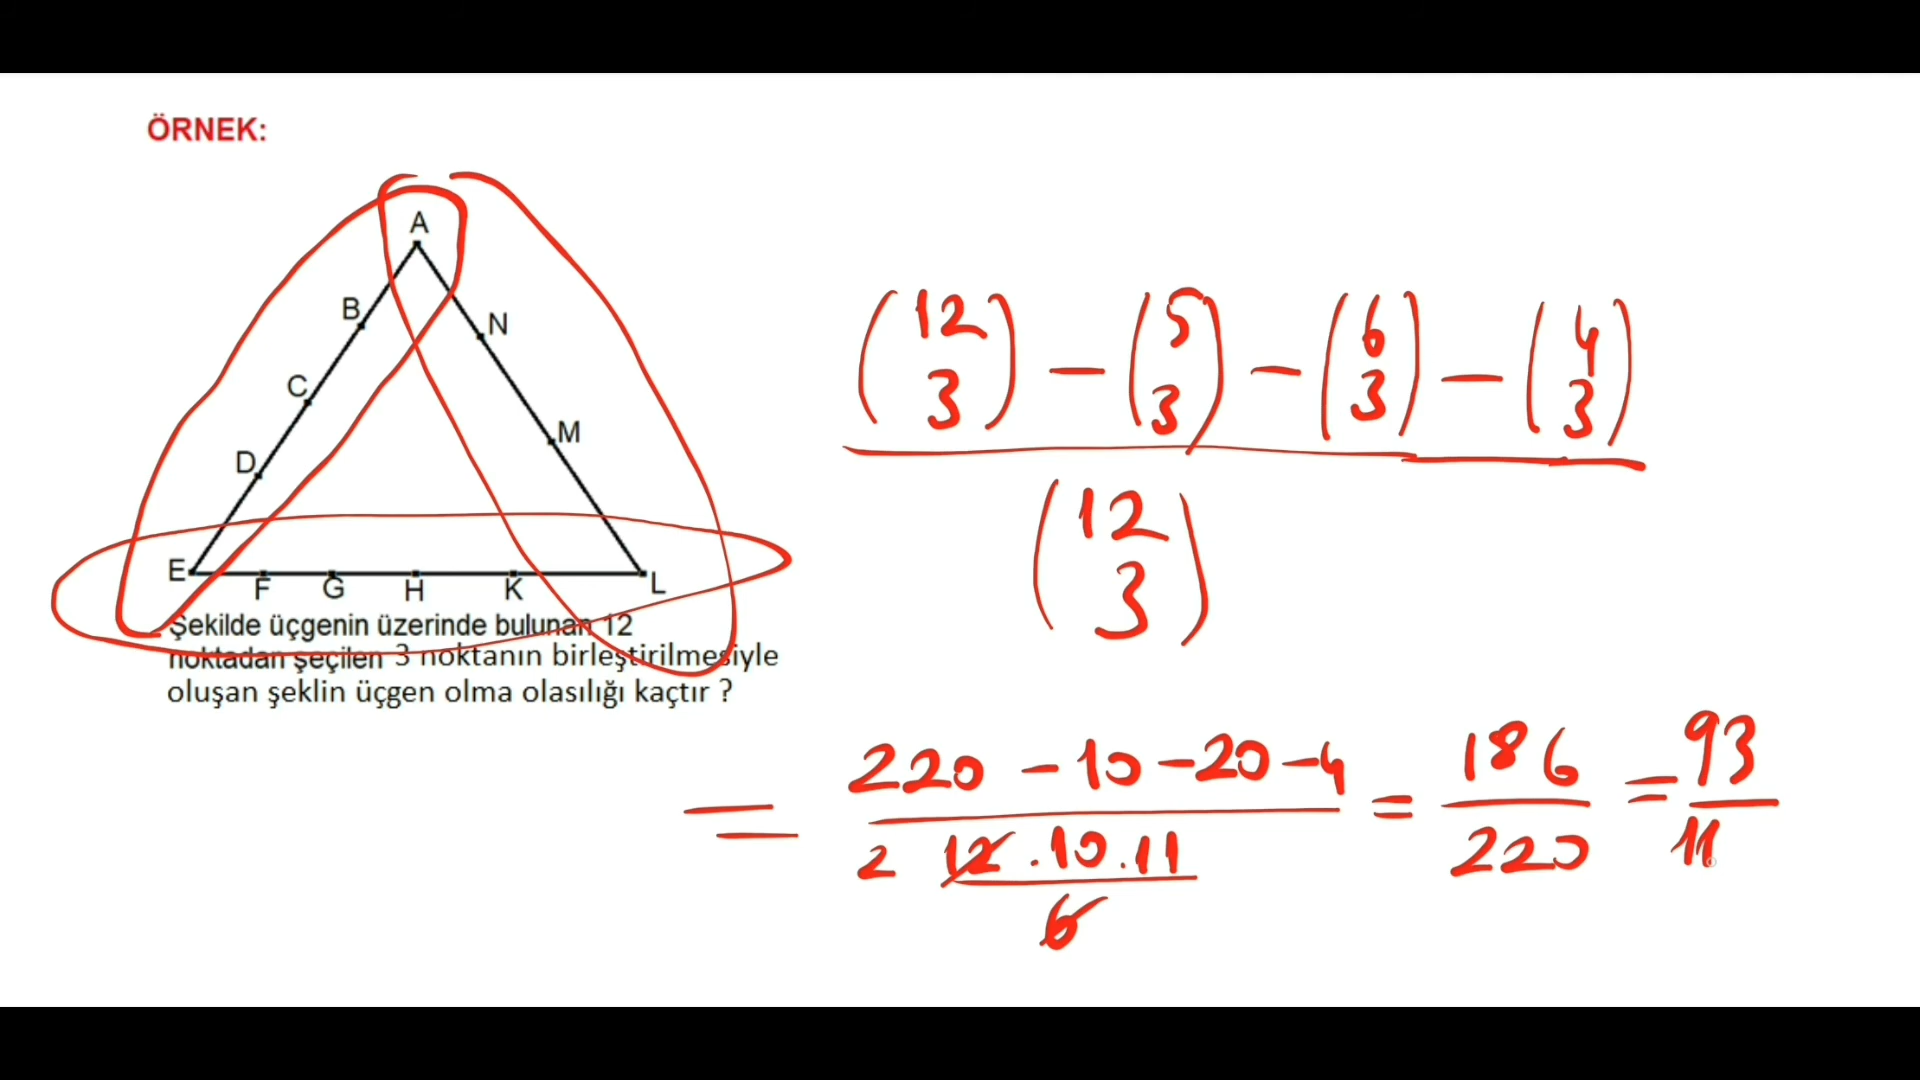 ÖRNEK:
A
B
N
C
M
D
E
F
G
H
K
L
Şekilde üçgenin üzerinde bulunan 12
noktadan seçilen 3 noktanın birleştirilmesiyle
oluşan şeklin üçgen olma olasılığı kaçtır ?
(12 3) - (5 3) - (6 3) - (4 3)
(12 3)
= 220 - 10 - 20 - 4 = 186 = 93
2 12 . 10 . 11 220 11
6